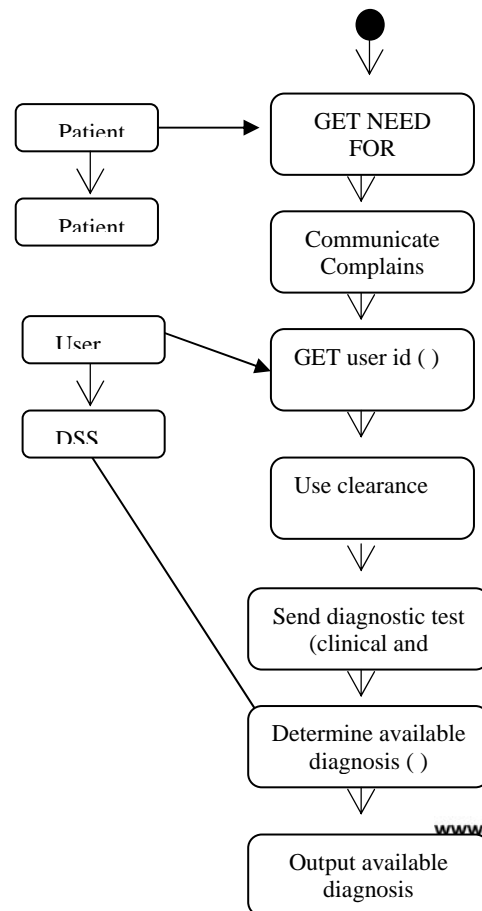 GET NEED
FOR
Patient
Patient
Communicate
Complains
User
GET user id ( )
DSS
Use clearance
Send diagnostic test
(clinical and
Determine available
diagnosis ( )
www
Output available
diagnosis